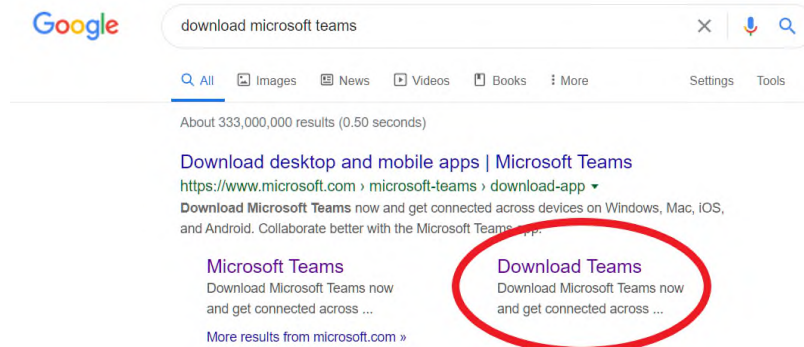 Google
download microsoft teams
All Images News Videos Books More Settings Tools
About 333,000,000 results (0.50 seconds)
Download desktop and mobile apps | Microsoft Teams
https://www.microsoft.com › microsoft-teams › download-app
Download Microsoft Teams now and get connected across devices on Windows, Mac, iOS,
and Android. Collaborate better with the Microsoft Teams app.
Microsoft Teams
Download Microsoft Teams now
and get connected across ...
More results from microsoft.com »
Download Teams
Download Microsoft Teams now
and get connected across ...